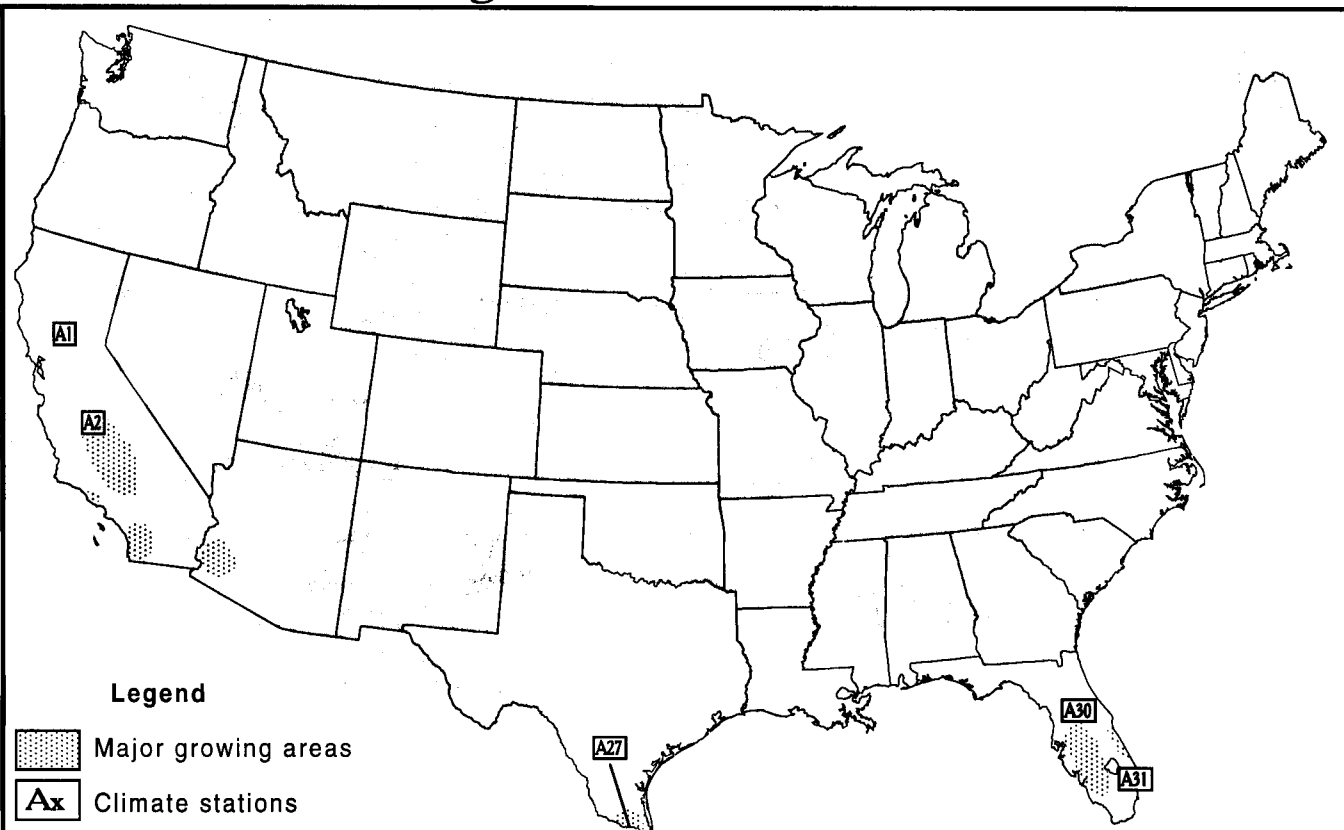 A1
A2
A30
A27
A31
Legend
Major growing areas
Ax Climate stations